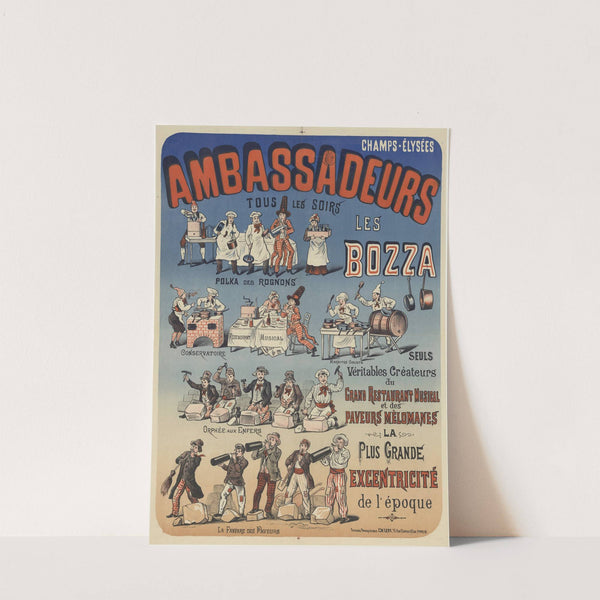 CHAMPS-ÉLYSÉES
AMBASSADEURS
TOUS LES SOIRS
LES
BOZZA
POLKA DES ROGNONS
CONSERVATOIRE
RESTAURANT MUSICAL
SEULS
Véritables Créateurs
du
GRAND RESTAURANT MUSICAL
et des
PAVEURS MÉLOMANES
ORPHÉE AUX ENFERS
LA
PLUS GRANDE
EXCENTRICITÉ
de l'époque
LA FANFARE DES PAVEURS